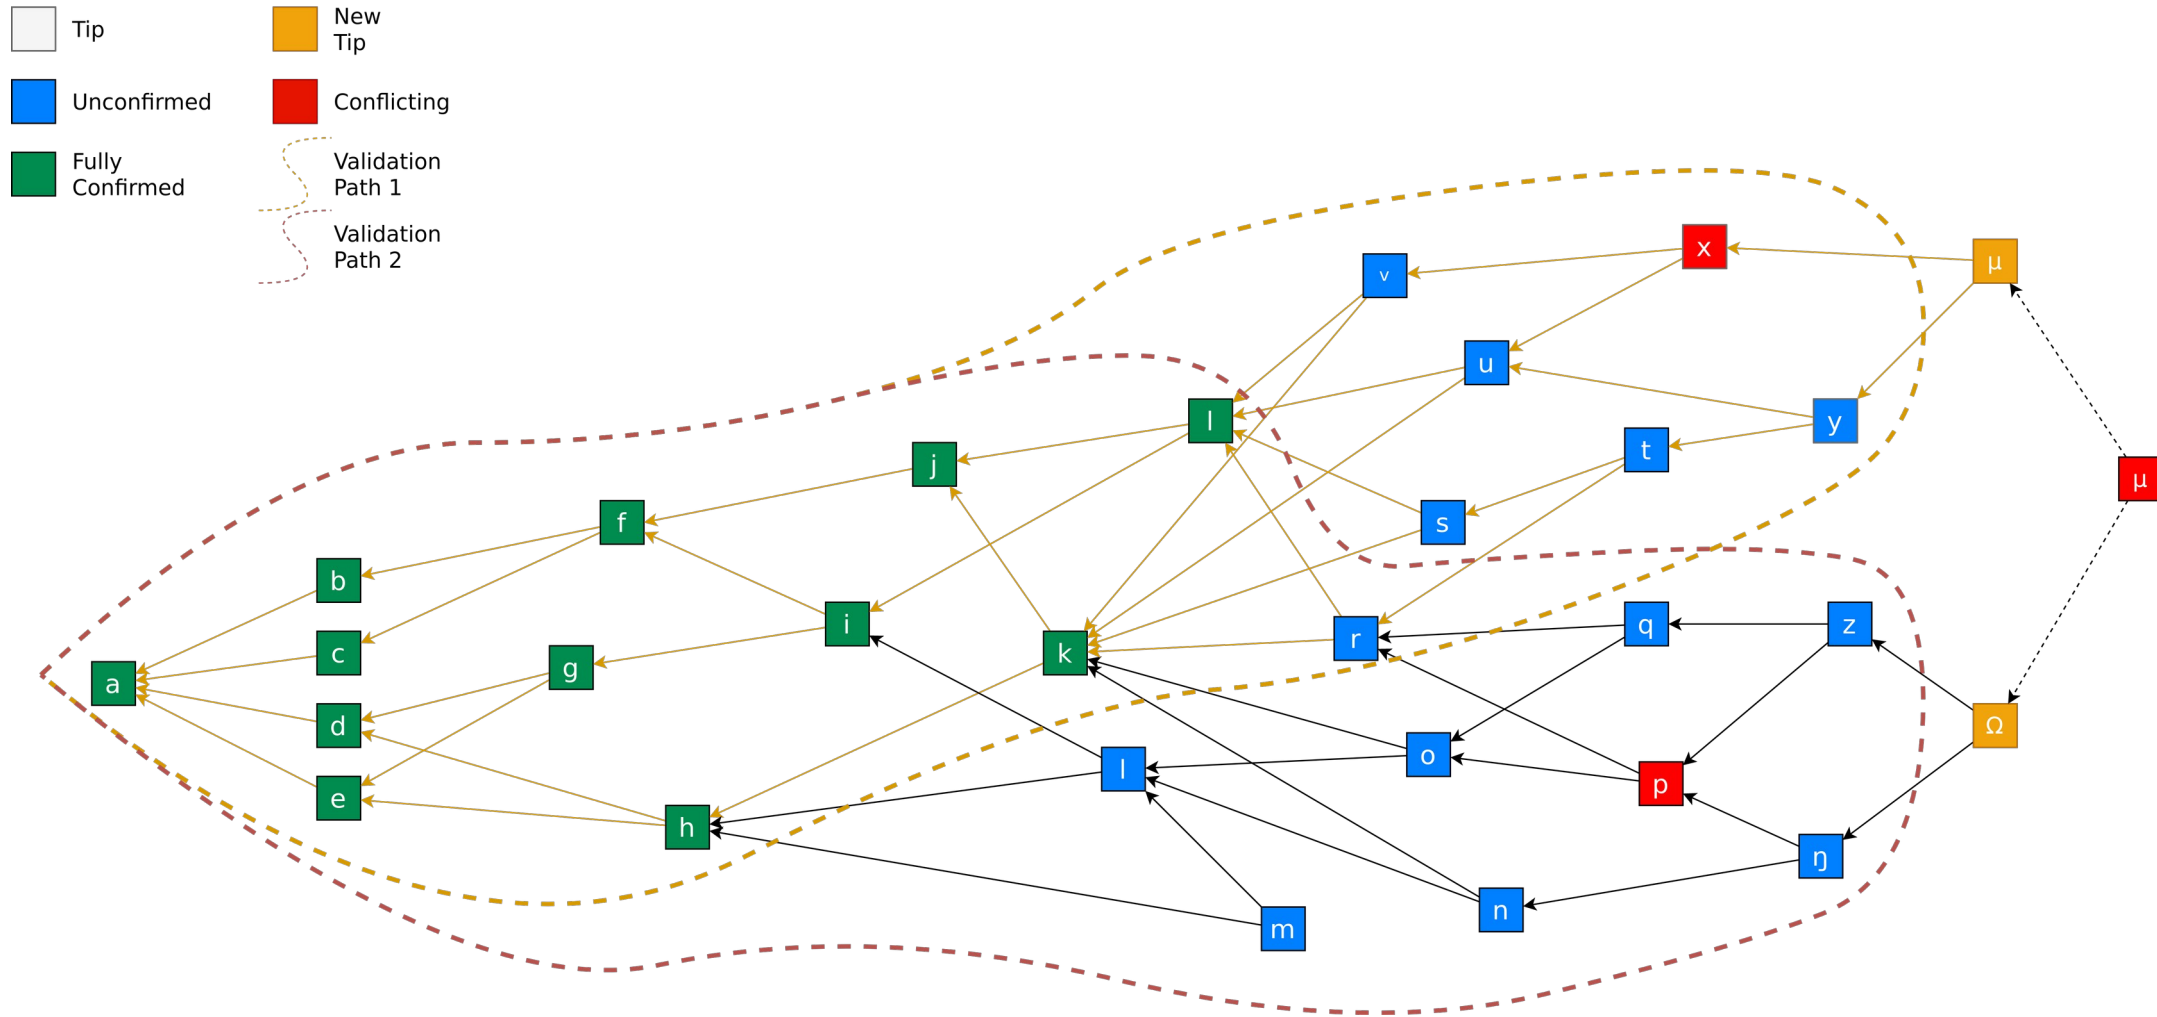 Tip
New
Tip
Unconfirmed
Conflicting
Fully
Confirmed
Validation
Path 1
Validation
Path 2
x
μ
v
u
l
y
j
t
μ
f
s
b
i
q
z
c
k
r
g
a
d
Ω
o
l
p
e
h
ŋ
n
m